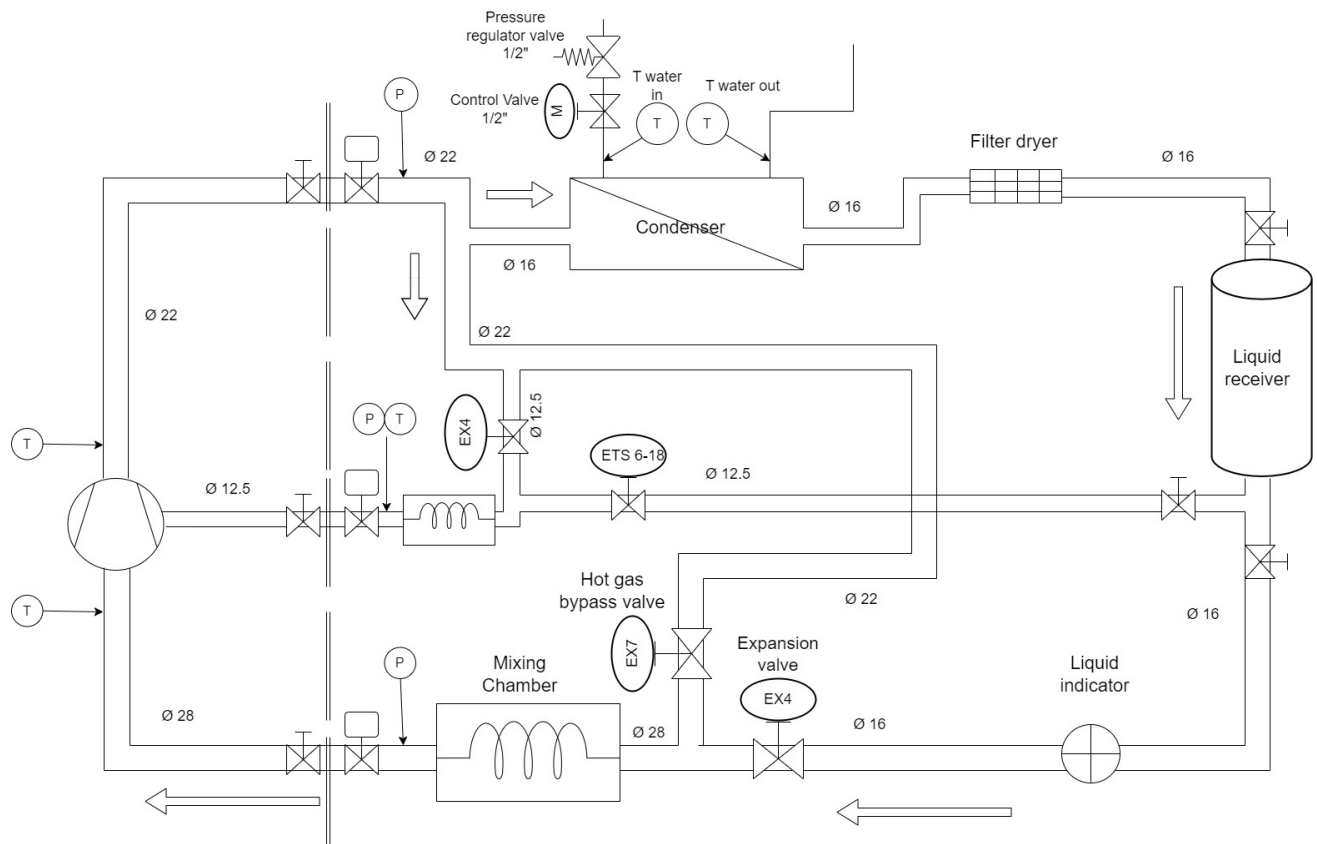 Pressure
regulator valve
1/2"
T water
in
T water out
Control Valve
1/2"
M
T
T
P
Ø 22
Filter dryer
Ø 16
Condenser
Ø 16
Ø 16
Ø 22
Ø 22
Liquid
receiver
P
T
EX4
Ø 12.5
T
ETS 6-18
Ø 12.5
Ø 12.5
Hot gas
bypass valve
Ø 22
T
Ø 16
EX7
Expansion
valve
P
Mixing
Chamber
Liquid
indicator
EX4
Ø 28
Ø 28
Ø 16